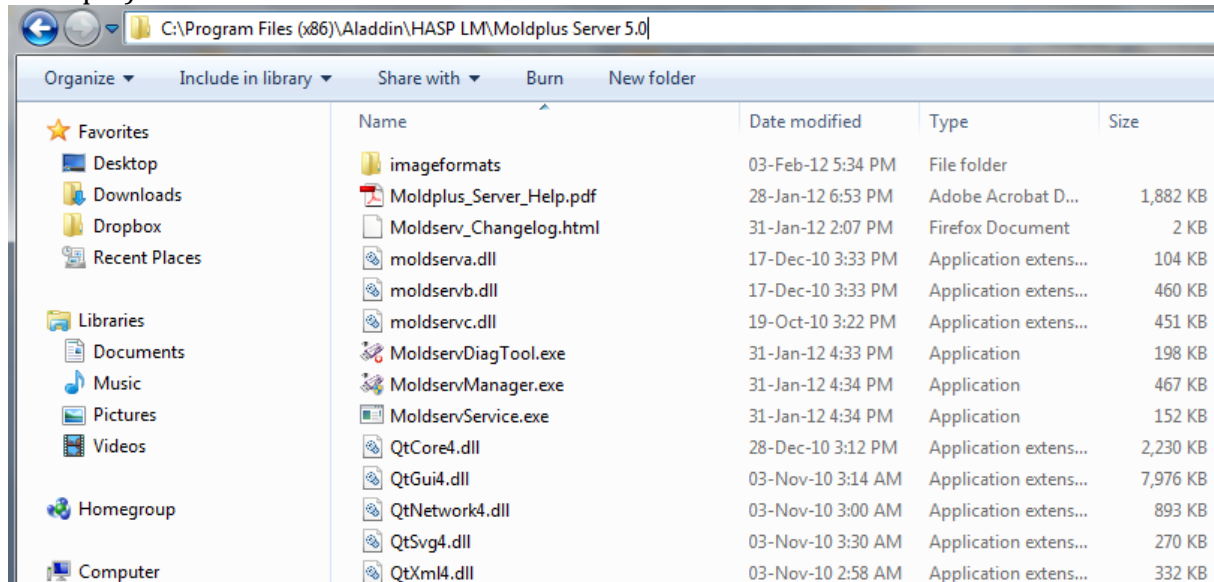 C:\Program Files (x86)\Aladdin\HASP LM\Moldplus Server 5.0
Organize Include in library Share with Burn New folder
Favorites
Desktop
Downloads
Dropbox
Recent Places
Libraries
Documents
Music
Pictures
Videos
Homegroup
Computer
Name Date modified Type Size
imageformats 03-Feb-12 5:34 PM File folder
Moldplus_Server_Help.pdf 28-Jan-12 6:53 PM Adobe Acrobat D... 1,882 KB
Moldserv_Changelog.html 31-Jan-12 2:07 PM Firefox Document 2 KB
moldserva.dll 17-Dec-10 3:33 PM Application extens... 104 KB
moldservb.dll 17-Dec-10 3:33 PM Application extens... 460 KB
moldservc.dll 19-Oct-10 3:22 PM Application extens... 451 KB
MoldservDiagTool.exe 31-Jan-12 4:33 PM Application 198 KB
MoldservManager.exe 31-Jan-12 4:34 PM Application 467 KB
MoldservService.exe 31-Jan-12 4:34 PM Application 152 KB
QtCore4.dll 28-Dec-10 3:12 PM Application extens... 2,230 KB
QtGui4.dll 03-Nov-10 3:14 AM Application extens... 7,976 KB
QtNetwork4.dll 03-Nov-10 3:00 AM Application extens... 893 KB
QtSvg4.dll 03-Nov-10 3:30 AM Application extens... 270 KB
QtXml4.dll 03-Nov-10 2:58 AM Application extens... 332 KB